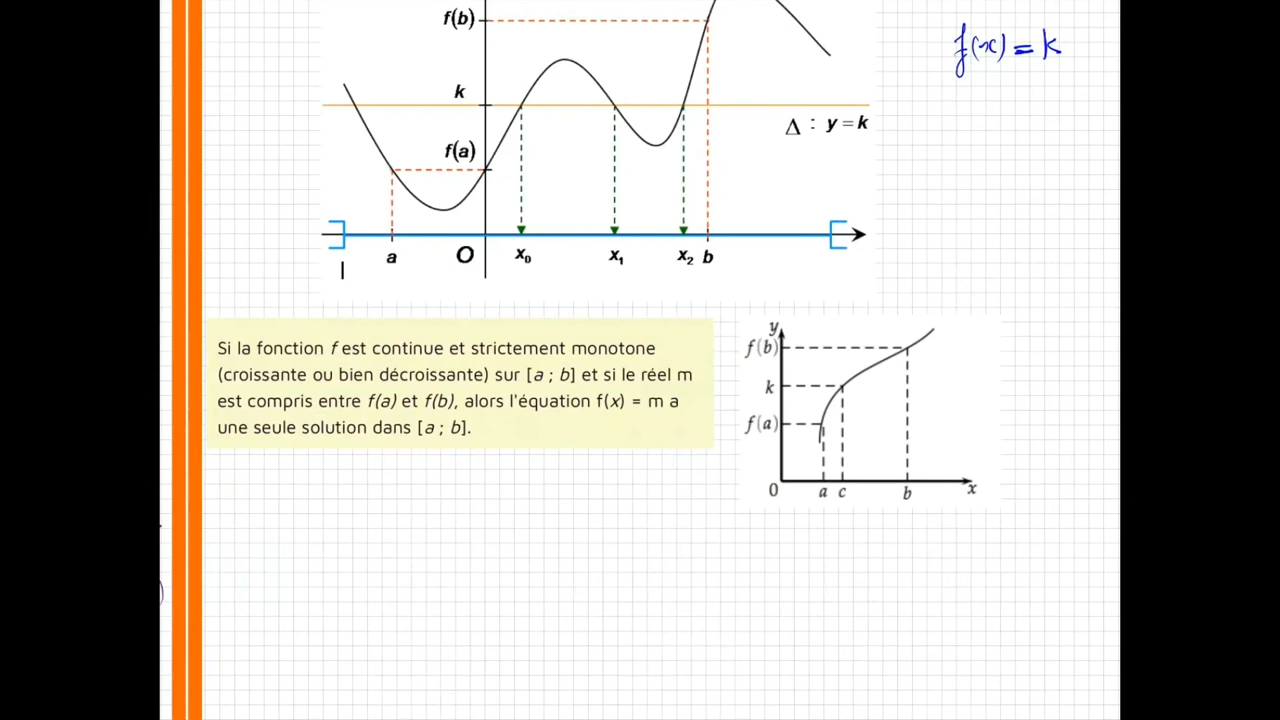 f(b)
f(x) = k
k
Δ : y = k
f(a)
a O x₀ x₁ x₂ b
I
Si la fonction f est continue et strictement monotone
(croissante ou bien décroissante) sur [a ; b] et si le réel m
est compris entre f(a) et f(b), alors l'équation f(x) = m a
une seule solution dans [a ; b].
y
f(b)
k
f(a)
0 a c b x